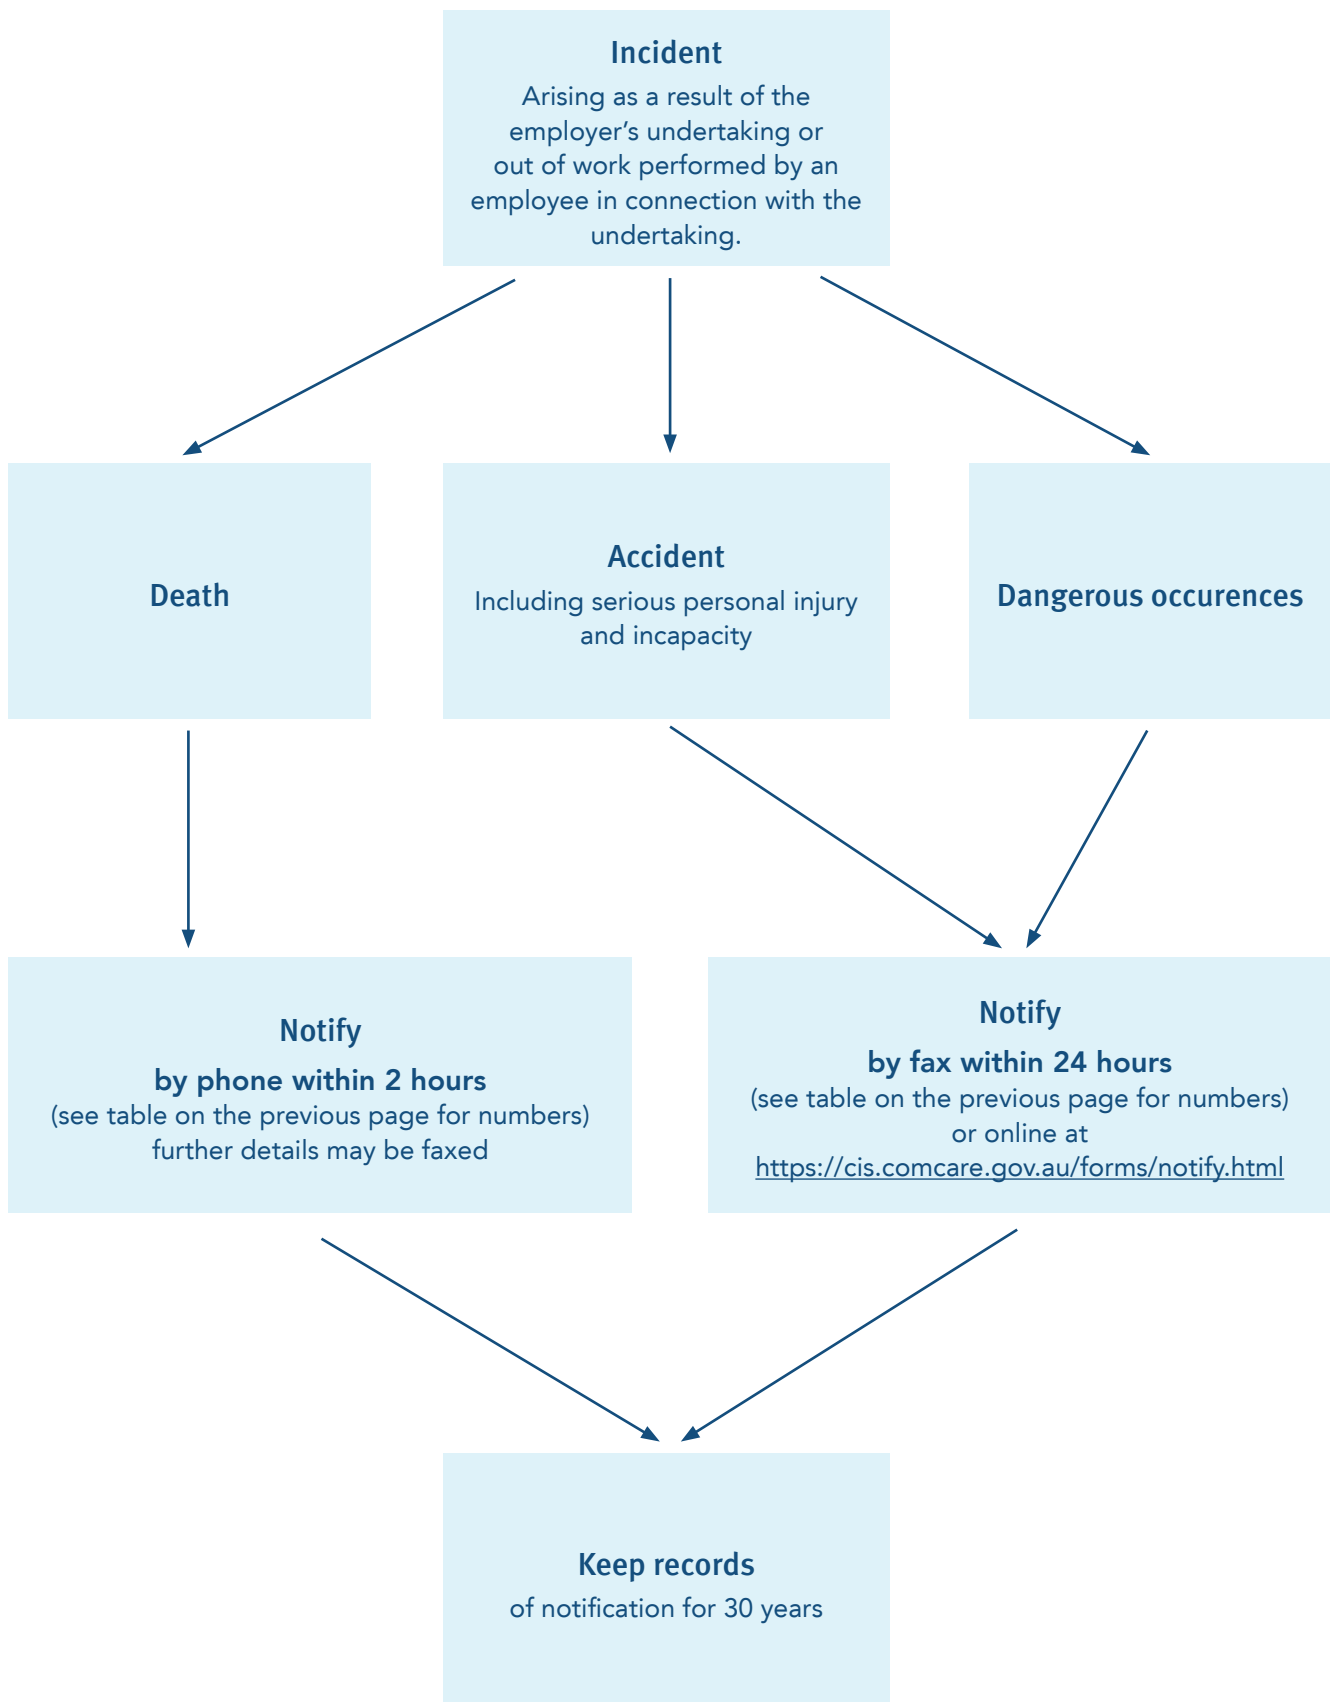 Incident
Arising as a result of the
employer’s undertaking or
out of work performed by an
employee in connection with the
undertaking.
Death
Accident
Including serious personal injury
and incapacity
Dangerous occurences
Notify
by phone within 2 hours
(see table on the previous page for numbers)
further details may be faxed
Notify
by fax within 24 hours
(see table on the previous page for numbers)
or online at
https://cis.comcare.gov.au/forms/notify.html
Keep records
of notification for 30 years